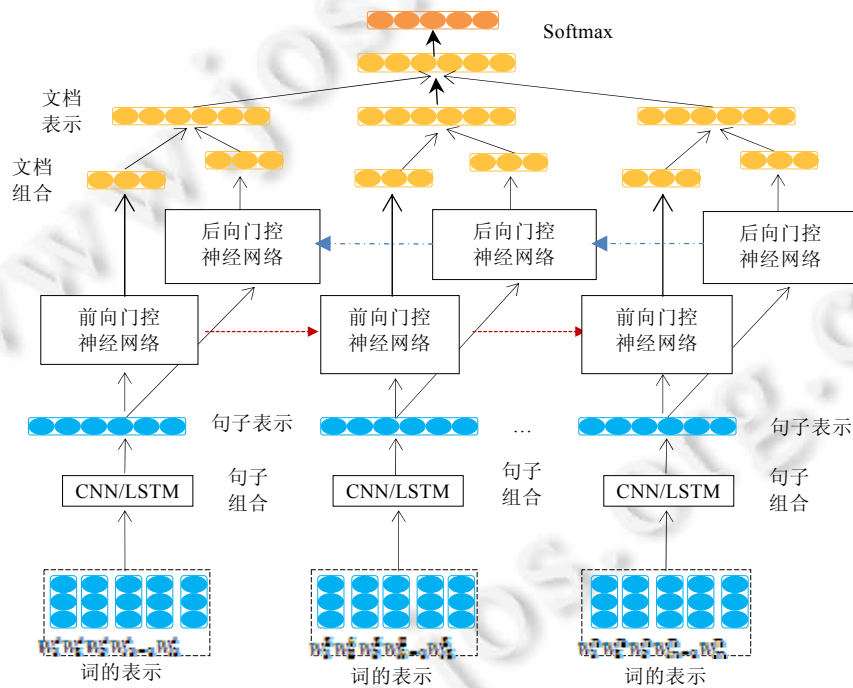 Softmax
文档
表示
文档
组合
后向门控
神经网络
后向门控
神经网络
后向门控
神经网络
前向门控
神经网络
前向门控
神经网络
前向门控
神经网络
句子表示
…
句子表示
CNN/LSTM
句子
组合
CNN/LSTM
句子
组合
CNN/LSTM
句子
组合
词的表示
词的表示
词的表示